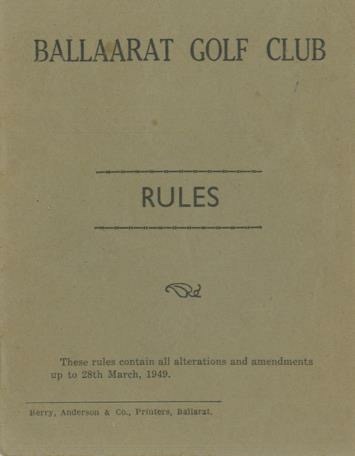 BALLAARAT GOLF CLUB
RULES
These rules contain all alterations and amendments
up to 28th March, 1949.
Berry, Anderson & Co., Printers, Ballarat.